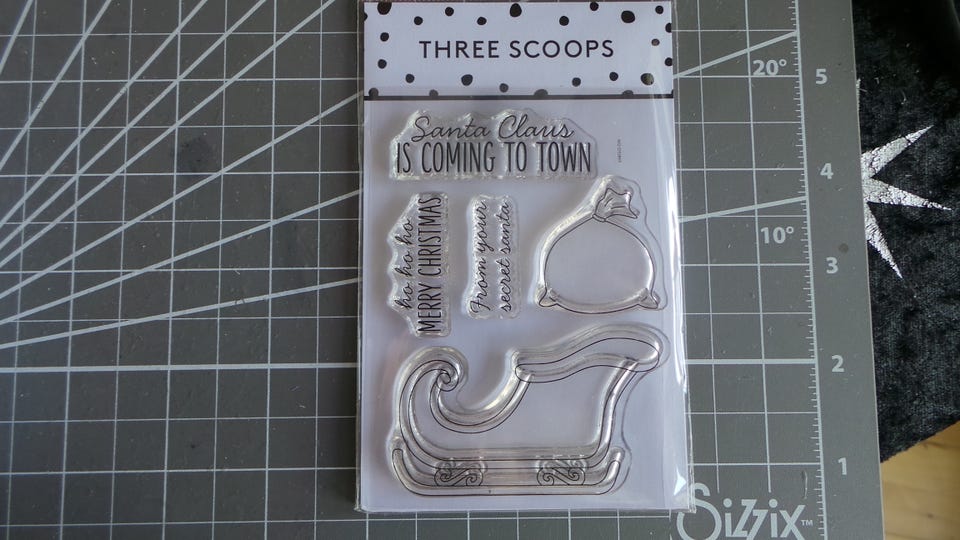 THREE SCOOPS
Santa Claus
IS COMING TO TOWN
ho ho ho
MERRY CHRISTMAS
From your
secret santa
20°
10°
5
4
3
2
1
Sizzix™